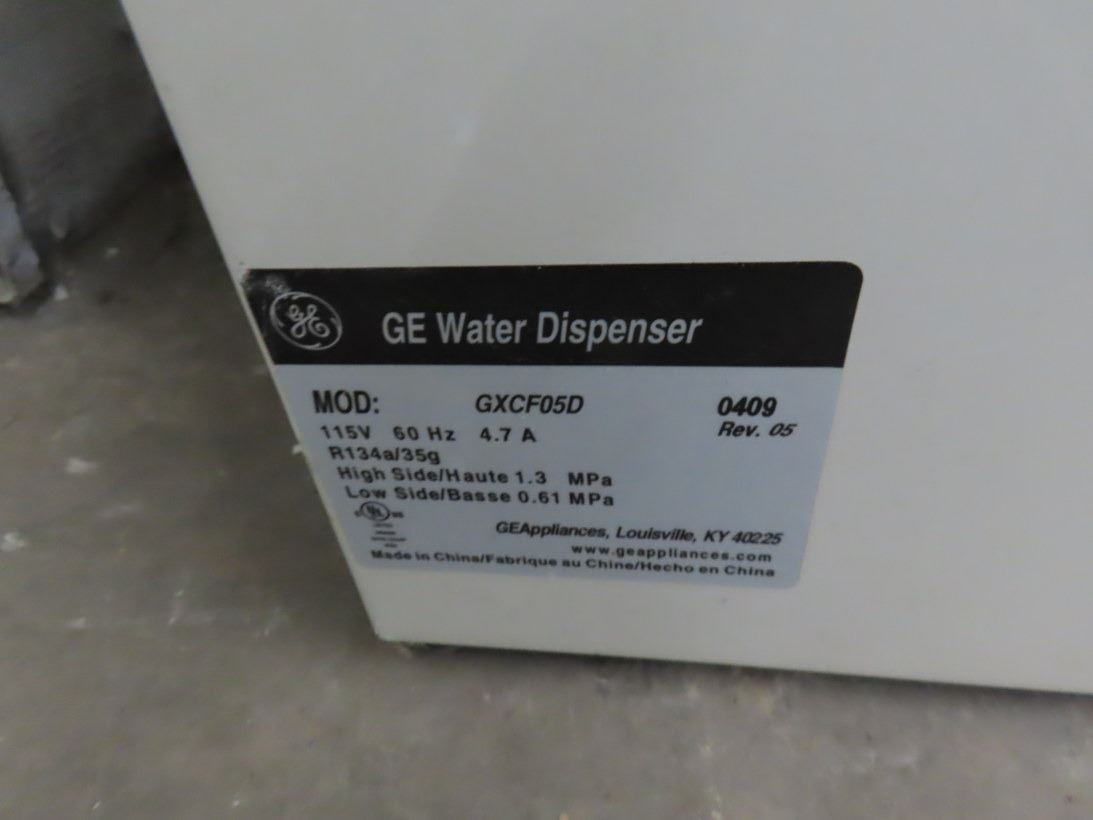 GE Water Dispenser
MOD: GXCF05D 0409
115V 60 Hz 4.7 A Rev. 05
R134a/35g
High Side/Haute 1.3 MPa
Low Side/Basse 0.61 MPa
c UL us
GEAppliances, Louisville, KY 40225
www.geappliances.com
Made in China/Fabrique au Chine/Hecho en China